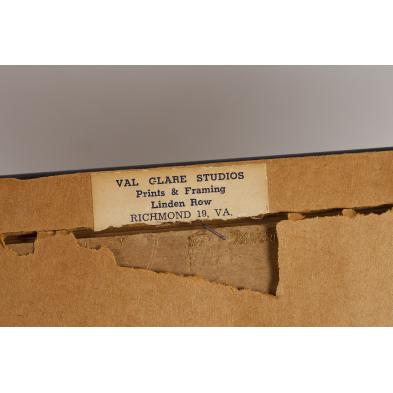 VAL CLARE STUDIOS
Prints & Framing
Linden Row
RICHMOND 19, VA.